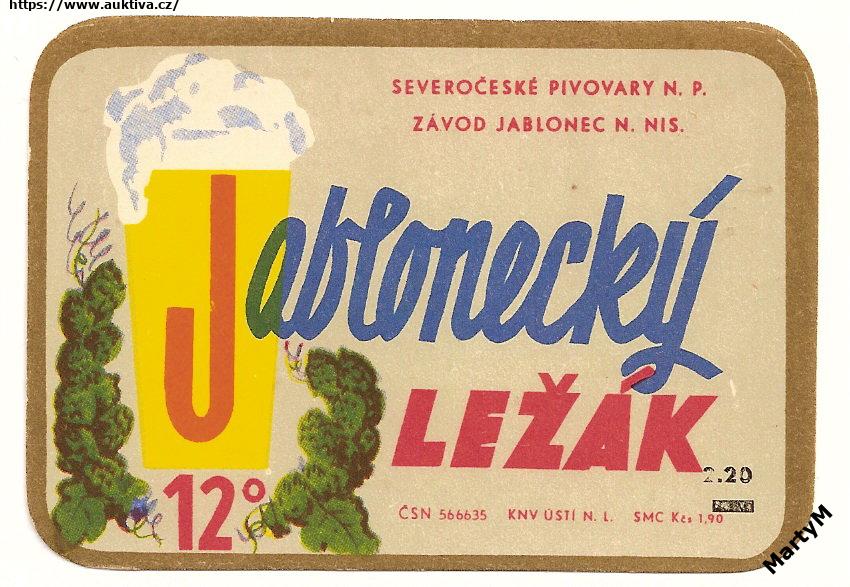 https://www.auktiva.cz/
SEVEROČESKÉ PIVOVARY N. P.
ZÁVOD JABLONEC N. NIS.
Jablonecký
LEŽÁK
2.20
12°
ČSN 566635 KNV ÚSTÍ N. L. SMC Kčs 1,90
MartyM